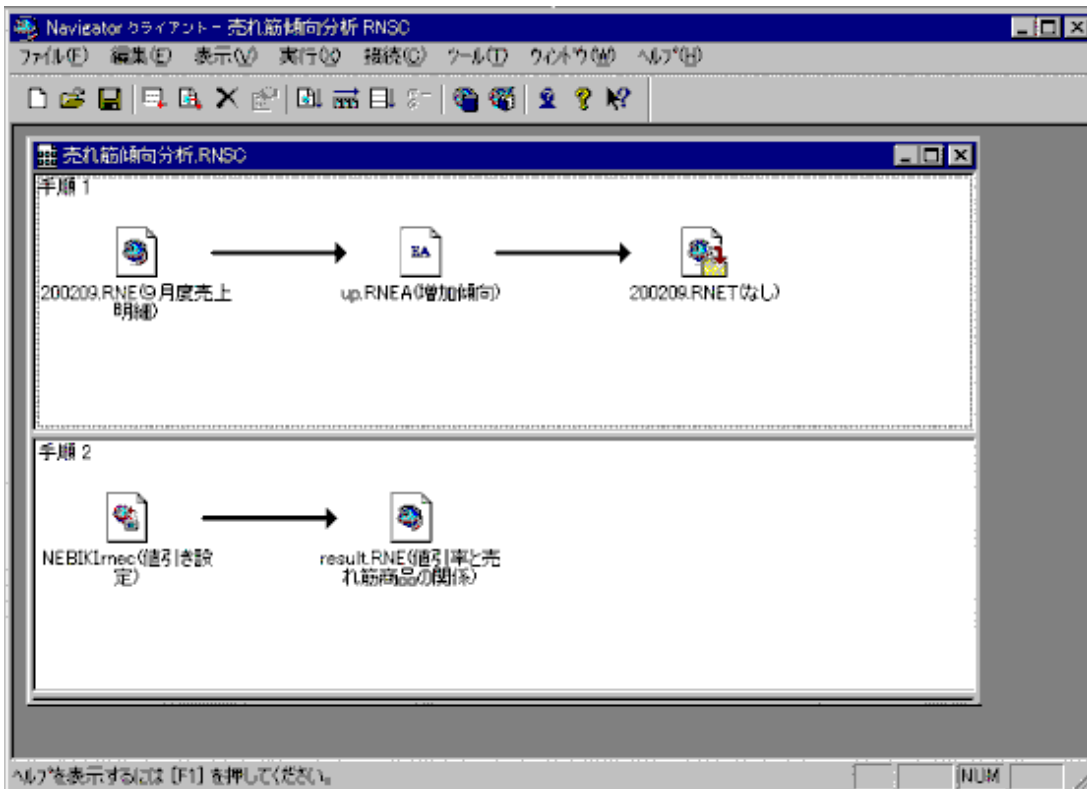 Navigator クライアント - 売れ筋傾向分析.RNSC
ファイル(F) 編集(E) 表示(V) 実行(X) 接続(C) ツール(T) ウィンドウ(W) ヘルプ(H)
売れ筋傾向分析.RNSC
手順 1
EA
200209.RNE(9月度売上
明細)
up.RNEA(増加傾向)
200209.RNET(なし)
手順 2
NEBIKI.rnec(値引き設
定)
result.RNE(値引率と売
れ筋商品の関係)
ヘルプを表示するには [F1] を押してください。
NUM